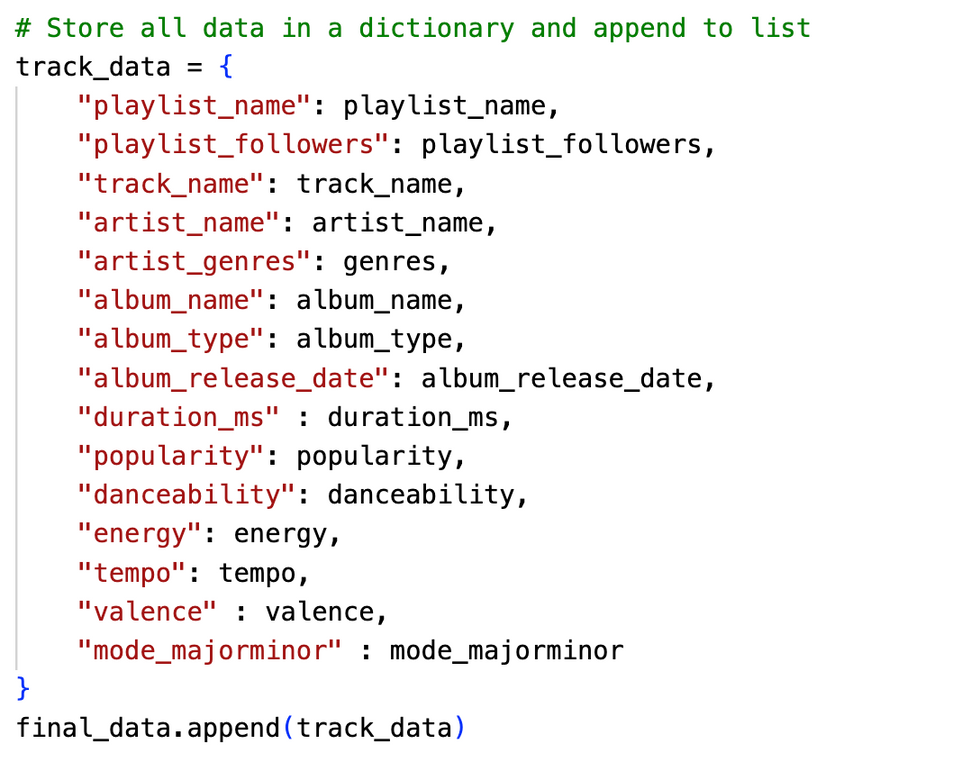 # Store all data in a dictionary and append to list
track_data = {
    "playlist_name": playlist_name,
    "playlist_followers": playlist_followers,
    "track_name": track_name,
    "artist_name": artist_name,
    "artist_genres": genres,
    "album_name": album_name,
    "album_type": album_type,
    "album_release_date": album_release_date,
    "duration_ms" : duration_ms,
    "popularity": popularity,
    "danceability": danceability,
    "energy": energy,
    "tempo": tempo,
    "valence" : valence,
    "mode_majorminor" : mode_majorminor
}
final_data.append(track_data)